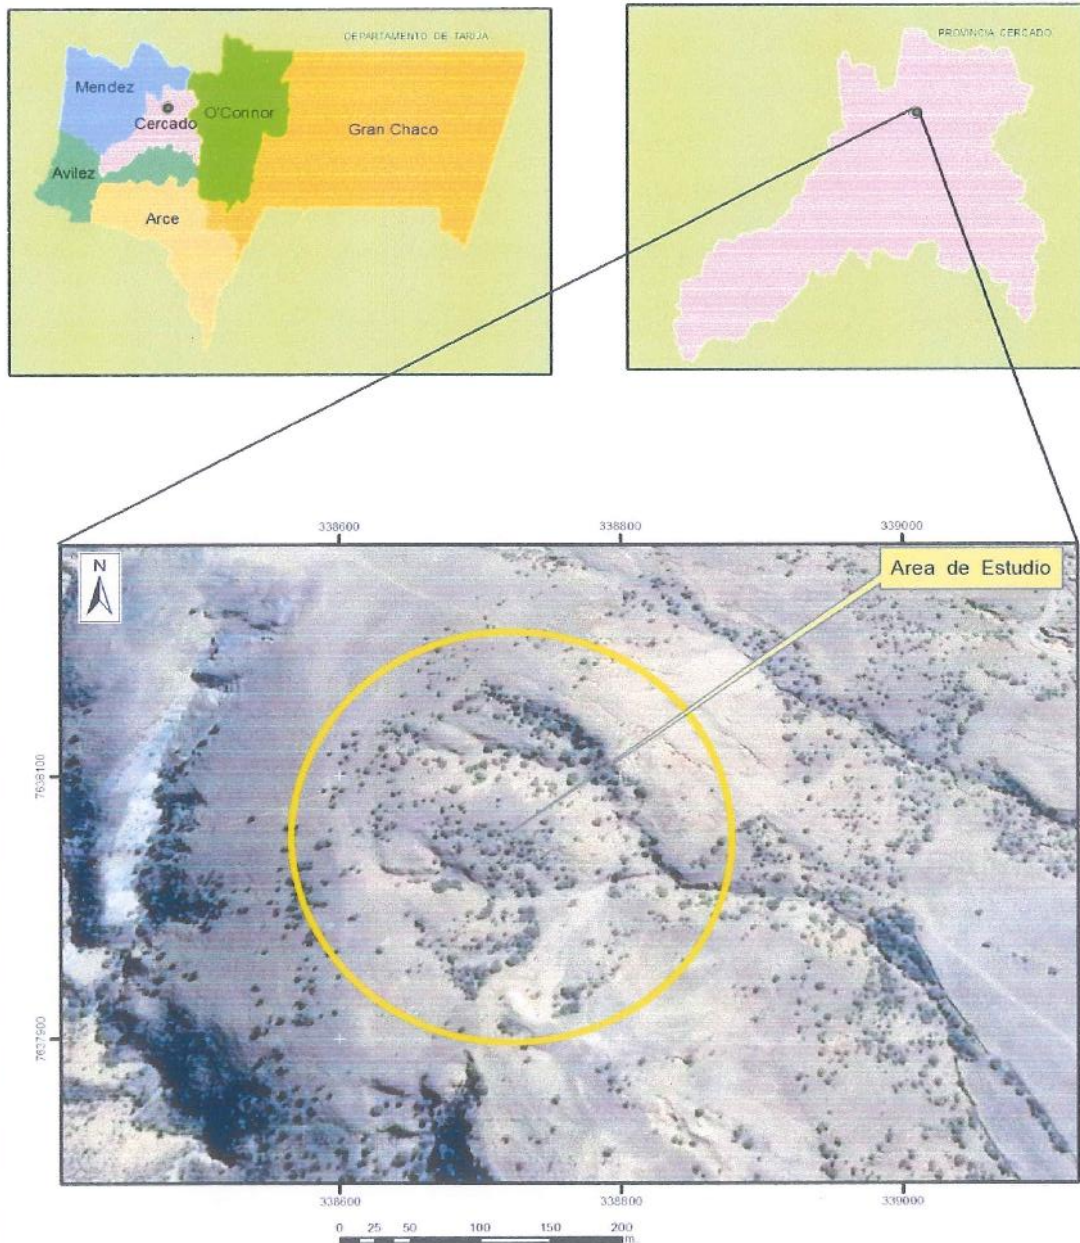 DEPARTAMENTO DE TARIJA
Mendez
Cercado
O'Connor
Gran Chaco
Avilez
Arce
PROVINCIA CERCADO
338600
338800
339000
N
Area de Estudio
7638100
7637900
338600
338800
339000
0 25 50 100 150 200
m.